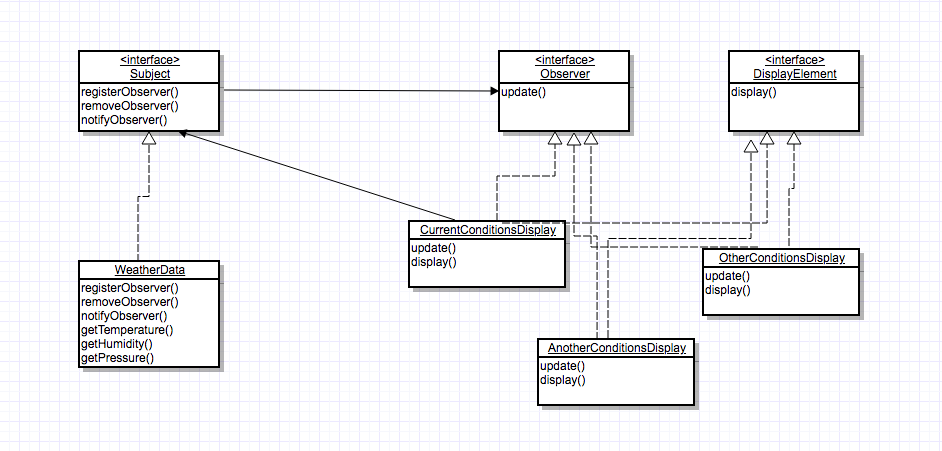 <interface>
Subject
registerObserver()
removeObserver()
notifyObserver()
<interface>
Observer
update()
<interface>
DisplayElement
display()
CurrentConditionsDisplay
update()
display()
OtherConditionsDisplay
update()
display()
WeatherData
registerObserver()
removeObserver()
notifyObserver()
getTemperature()
getHumidity()
getPressure()
AnotherConditionsDisplay
update()
display()